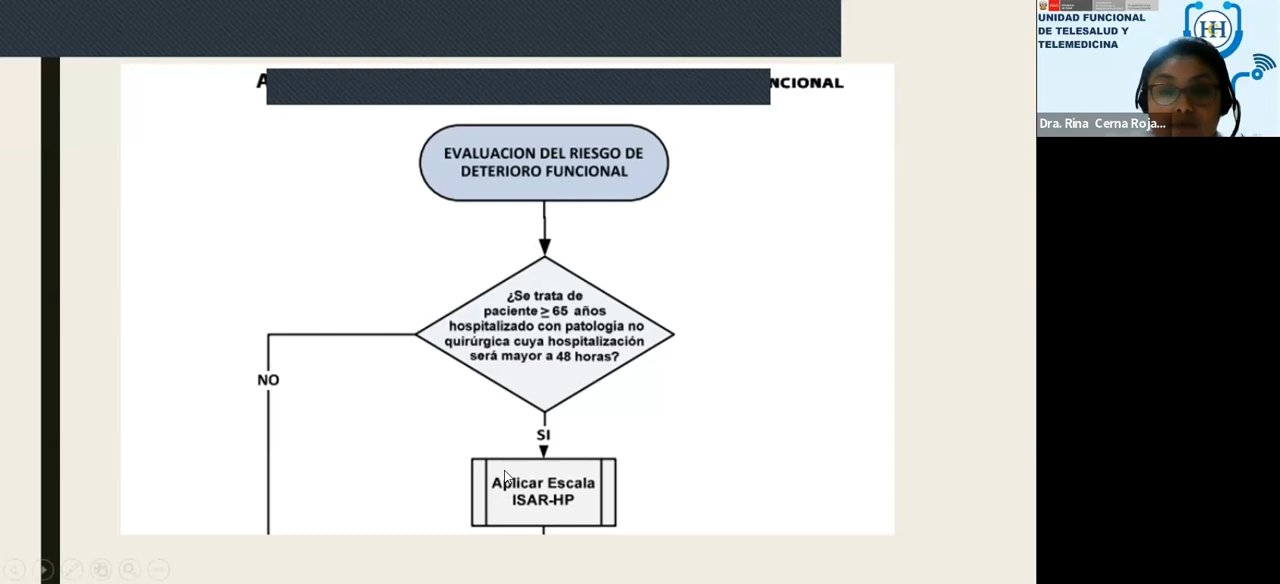 UNIDAD FUNCIONAL
DE TELESALUD Y
TELEMEDICINA
Dra. Rina Cerna Roja...
A
NCIONAL
EVALUACION DEL RIESGO DE
DETERIORO FUNCIONAL
¿Se trata de
paciente ≥ 65 años
hospitalizado con patología no
quirúrgica cuya hospitalización
será mayor a 48 horas?
NO
SI
Aplicar Escala
ISAR-HP